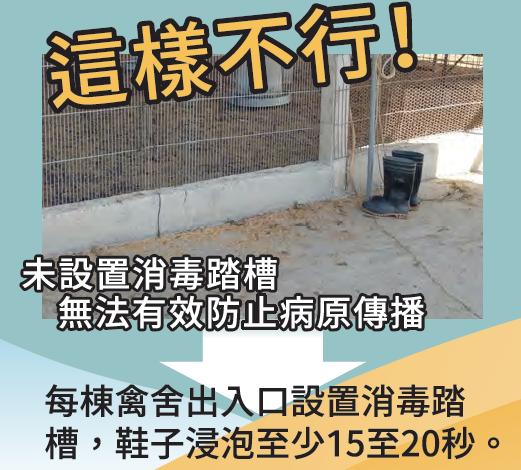 這樣不行！
未設置消毒踏槽
無法有效防止病原傳播
每棟禽舍出入口設置消毒踏
槽，鞋子浸泡至少15至20秒。